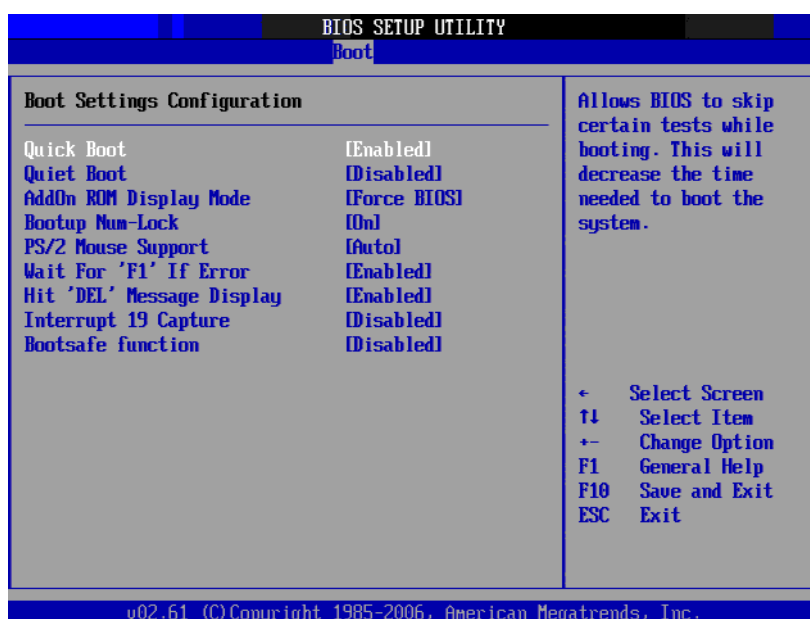 BIOS SETUP UTILITY
Boot
Boot Settings Configuration
Quick Boot [Enabled]
Quiet Boot [Disabled]
AddOn ROM Display Mode [Force BIOS]
Bootup Num-Lock [On]
PS/2 Mouse Support [Auto]
Wait For 'F1' If Error [Enabled]
Hit 'DEL' Message Display [Enabled]
Interrupt 19 Capture [Disabled]
Bootsafe function [Disabled]
Allows BIOS to skip
certain tests while
booting. This will
decrease the time
needed to boot the
system.
← Select Screen
↑↓ Select Item
+- Change Option
F1 General Help
F10 Save and Exit
ESC Exit
v02.61 (C)Copyright 1985-2006, American Megatrends, Inc.